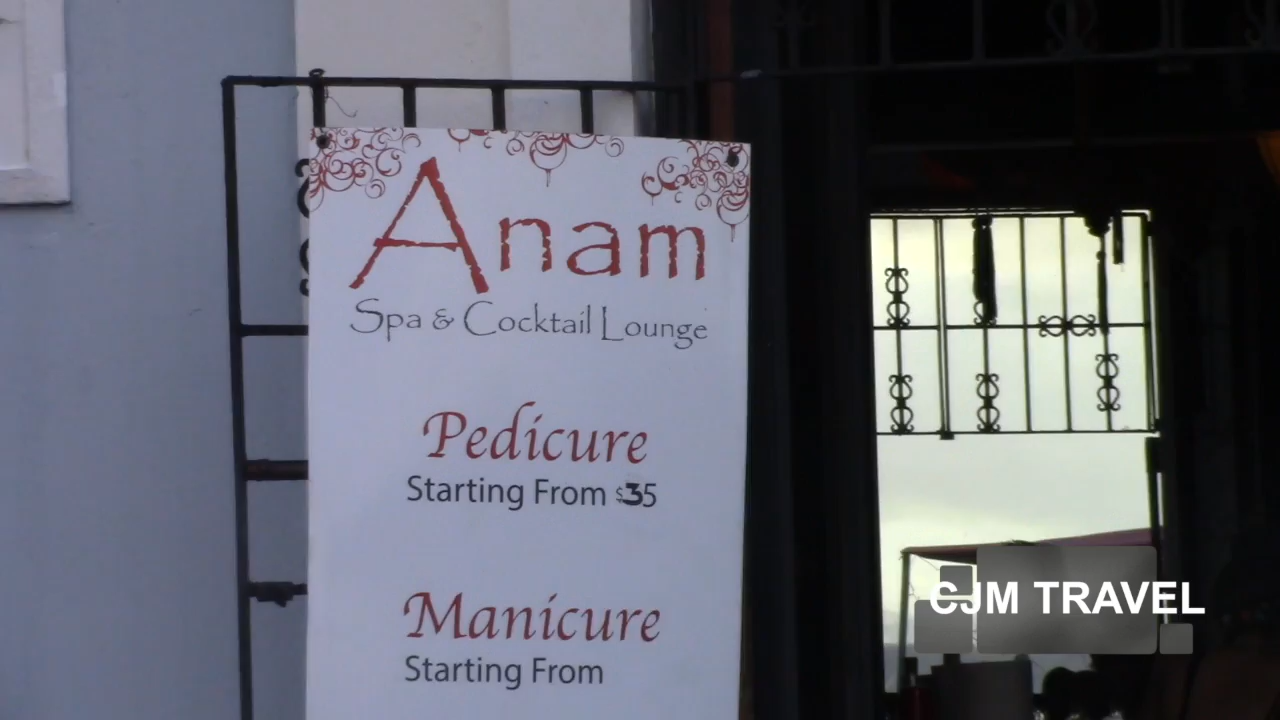 Anam
Spa & Cocktail Lounge
Pedicure
Starting From $35
Manicure
Starting From
CJM TRAVEL